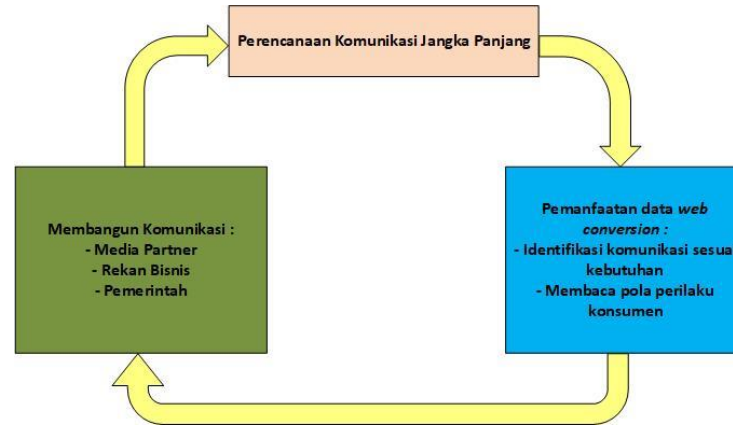 Perencanaan Komunikasi Jangka Panjang
Membangun Komunikasi :
- Media Partner
- Rekan Bisnis
- Pemerintah
Pemanfaatan data web
conversion :
- Identifikasi komunikasi sesua
kebutuhan
- Membaca pola perilaku
konsumen